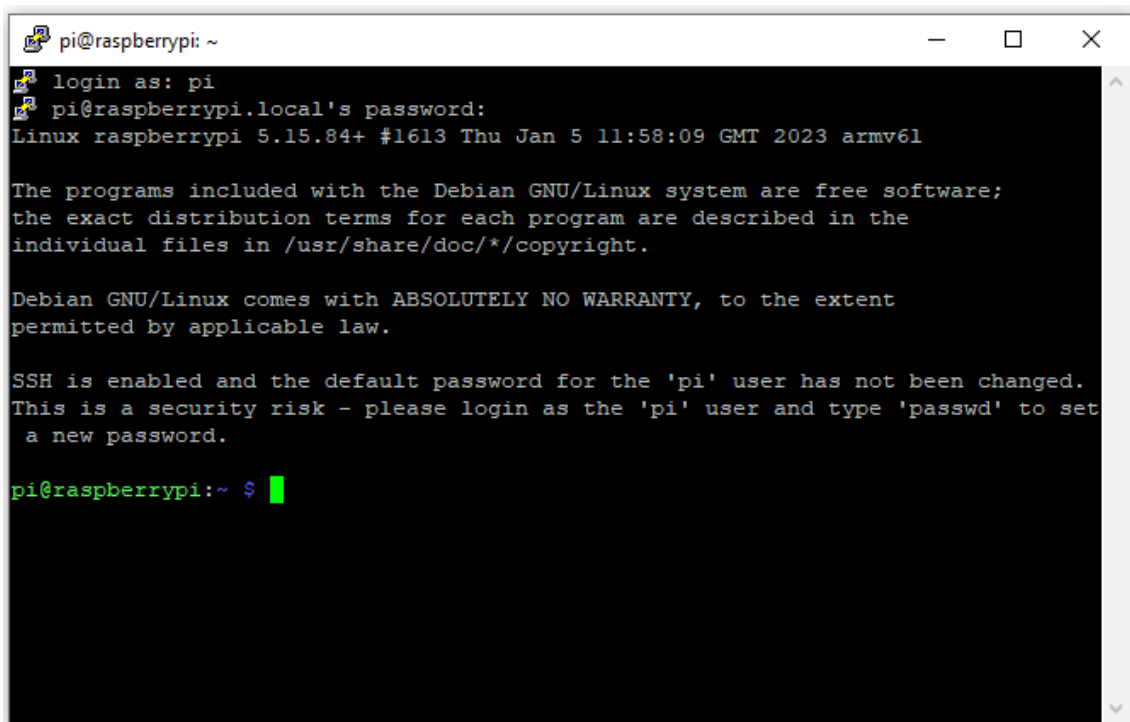 pi@raspberrypi: ~
login as: pi
pi@raspberrypi.local's password:
Linux raspberrypi 5.15.84+ #1613 Thu Jan 5 11:58:09 GMT 2023 armv6l
The programs included with the Debian GNU/Linux system are free software;
the exact distribution terms for each program are described in the
individual files in /usr/share/doc/*/copyright.
Debian GNU/Linux comes with ABSOLUTELY NO WARRANTY, to the extent
permitted by applicable law.
SSH is enabled and the default password for the 'pi' user has not been changed.
This is a security risk - please login as the 'pi' user and type 'passwd' to set
 a new password.
pi@raspberrypi:~ $